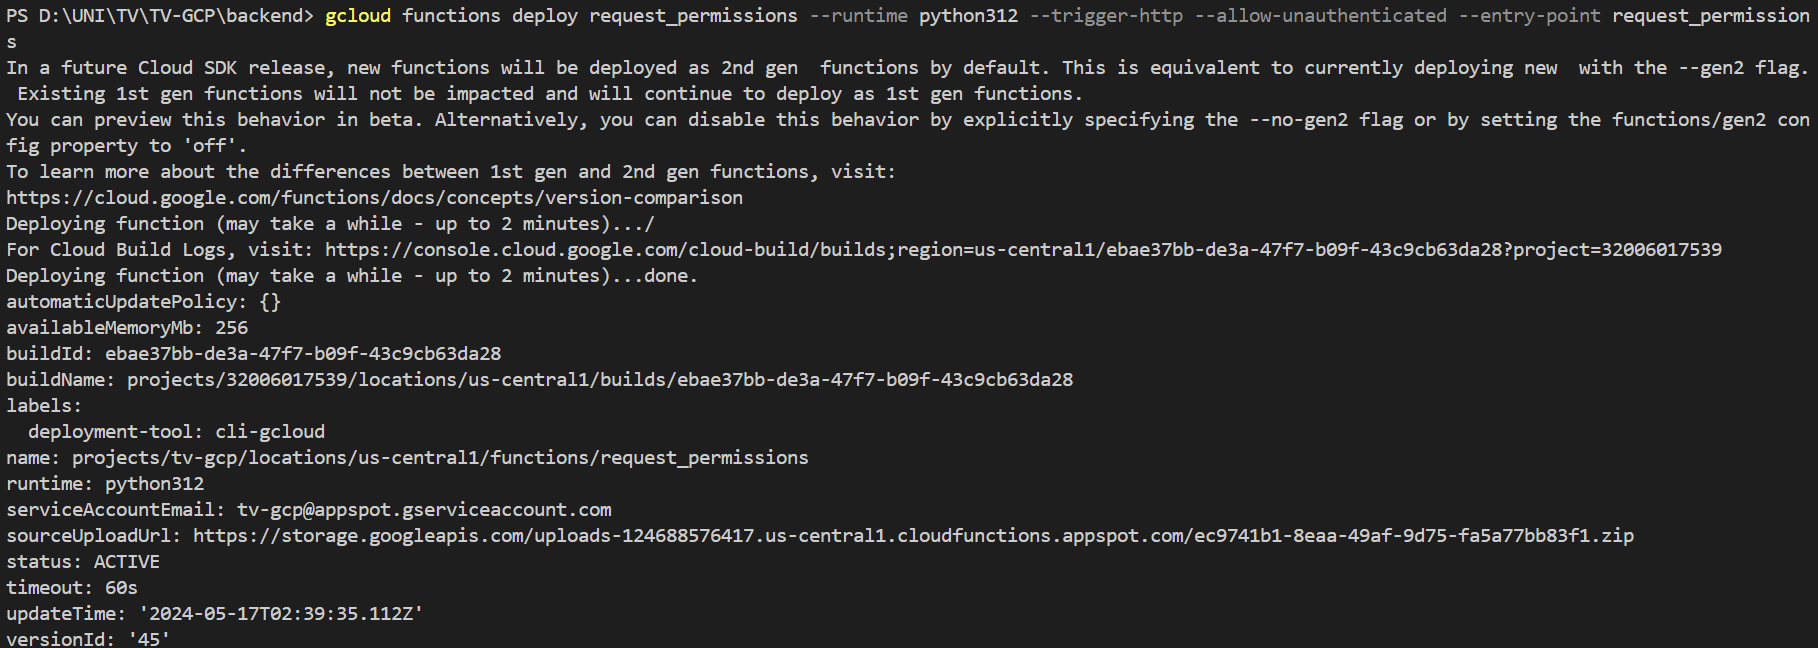 PS D:\UNI\TV\TV-GCP\backend> gcloud functions deploy request_permissions --runtime python312 --trigger-http --allow-unauthenticated --entry-point request_permission
s
In a future Cloud SDK release, new functions will be deployed as 2nd gen  functions by default. This is equivalent to currently deploying new  with the --gen2 flag.
 Existing 1st gen functions will not be impacted and will continue to deploy as 1st gen functions.
You can preview this behavior in beta. Alternatively, you can disable this behavior by explicitly specifying the --no-gen2 flag or by setting the functions/gen2 con
fig property to 'off'.
To learn more about the differences between 1st gen and 2nd gen functions, visit:
https://cloud.google.com/functions/docs/concepts/version-comparison
Deploying function (may take a while - up to 2 minutes).../
For Cloud Build Logs, visit: https://console.cloud.google.com/cloud-build/builds;region=us-central1/ebae37bb-de3a-47f7-b09f-43c9cb63da28?project=32006017539
Deploying function (may take a while - up to 2 minutes)...done.
automaticUpdatePolicy: {}
availableMemoryMb: 256
buildId: ebae37bb-de3a-47f7-b09f-43c9cb63da28
buildName: projects/32006017539/locations/us-central1/builds/ebae37bb-de3a-47f7-b09f-43c9cb63da28
labels:
  deployment-tool: cli-gcloud
name: projects/tv-gcp/locations/us-central1/functions/request_permissions
runtime: python312
serviceAccountEmail: tv-gcp@appspot.gserviceaccount.com
sourceUploadUrl: https://storage.googleapis.com/uploads-124688576417.us-central1.cloudfunctions.appspot.com/ec9741b1-8eaa-49af-9d75-fa5a77bb83f1.zip
status: ACTIVE
timeout: 60s
updateTime: '2024-05-17T02:39:35.112Z'
versionId: '45'